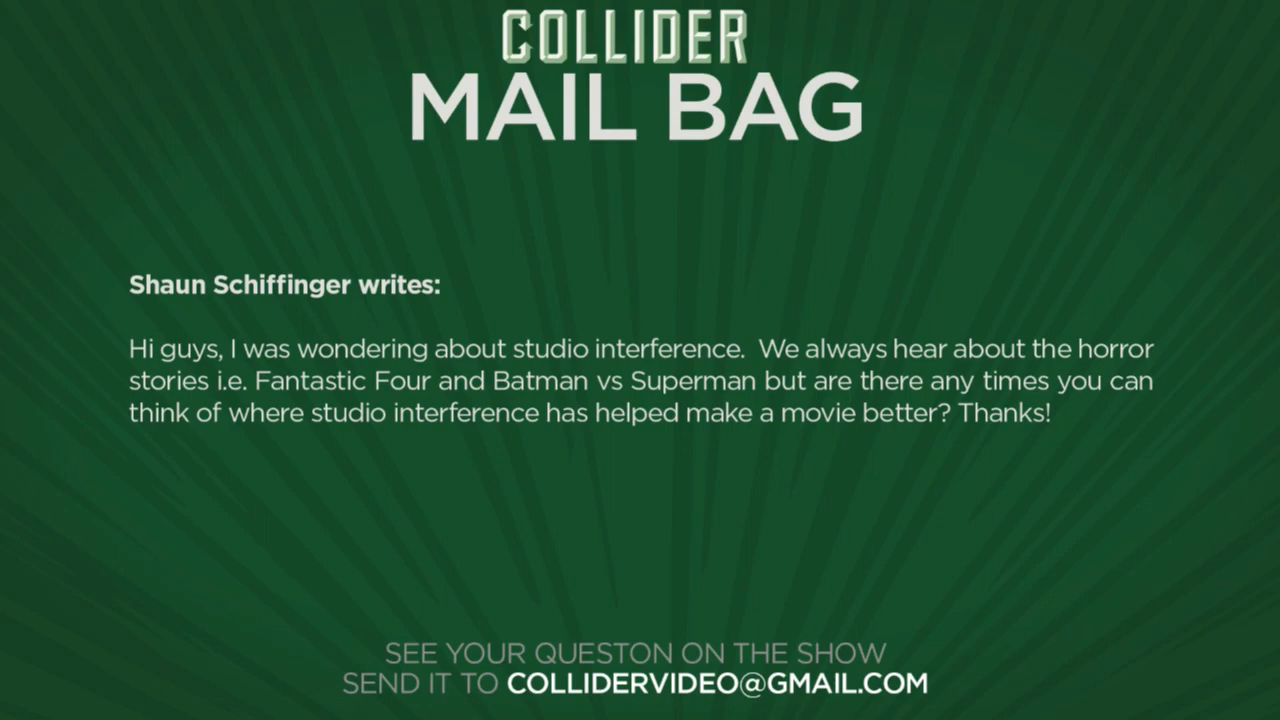 COLLIDER
MAIL BAG
Shaun Schiffinger writes:
Hi guys, I was wondering about studio interference.  We always hear about the horror
stories i.e. Fantastic Four and Batman vs Superman but are there any times you can
think of where studio interference has helped make a movie better? Thanks!
SEE YOUR QUESTON ON THE SHOW
SEND IT TO COLLIDERVIDEO@GMAIL.COM